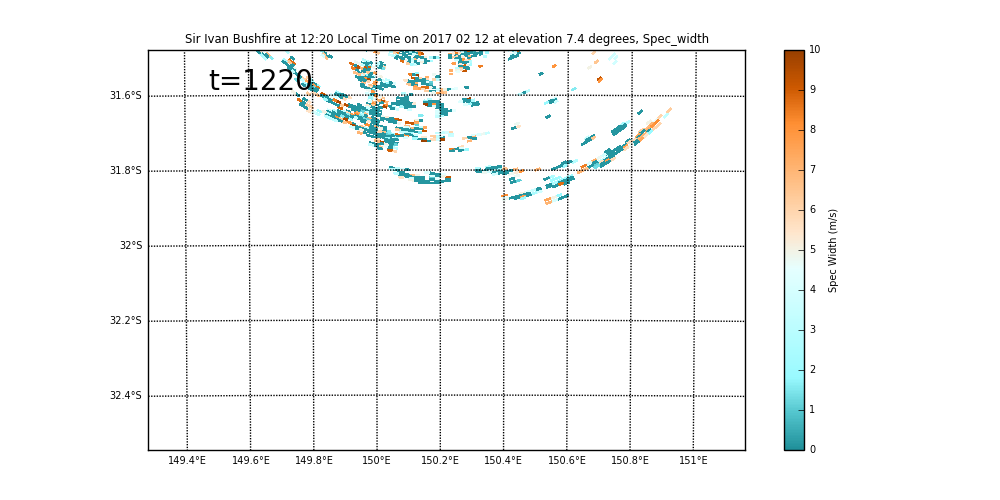 Sir Ivan Bushfire at 12:20 Local Time on 2017 02 12 at elevation 7.4 degrees, Spec_width
t=1220
31.6°S
31.8°S
32°S
32.2°S
32.4°S
149.4°E 149.6°E 149.8°E 150°E 150.2°E 150.4°E 150.6°E 150.8°E 151°E
10
9
8
7
6
5
4
3
2
1
0
Spec Width (m/s)